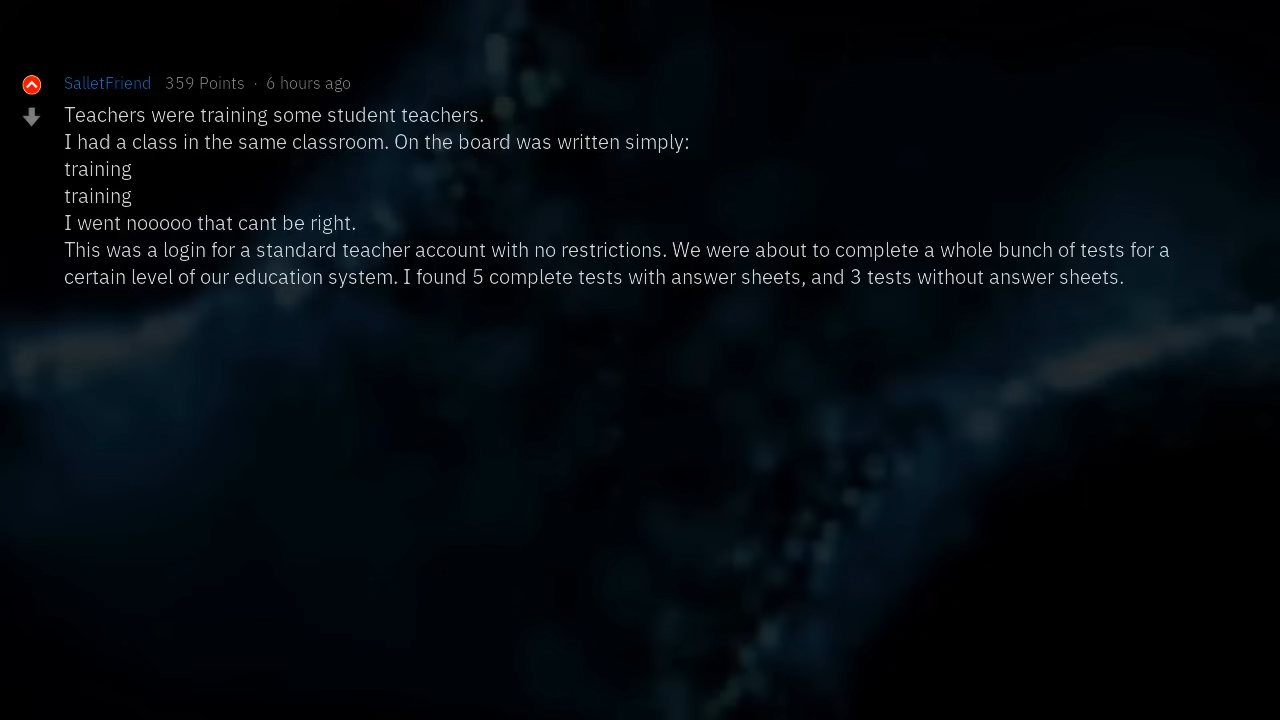 SalletFriend 359 Points · 6 hours ago
Teachers were training some student teachers.
I had a class in the same classroom. On the board was written simply:
training
training
I went nooooo that cant be right.
This was a login for a standard teacher account with no restrictions. We were about to complete a whole bunch of tests for a
certain level of our education system. I found 5 complete tests with answer sheets, and 3 tests without answer sheets.